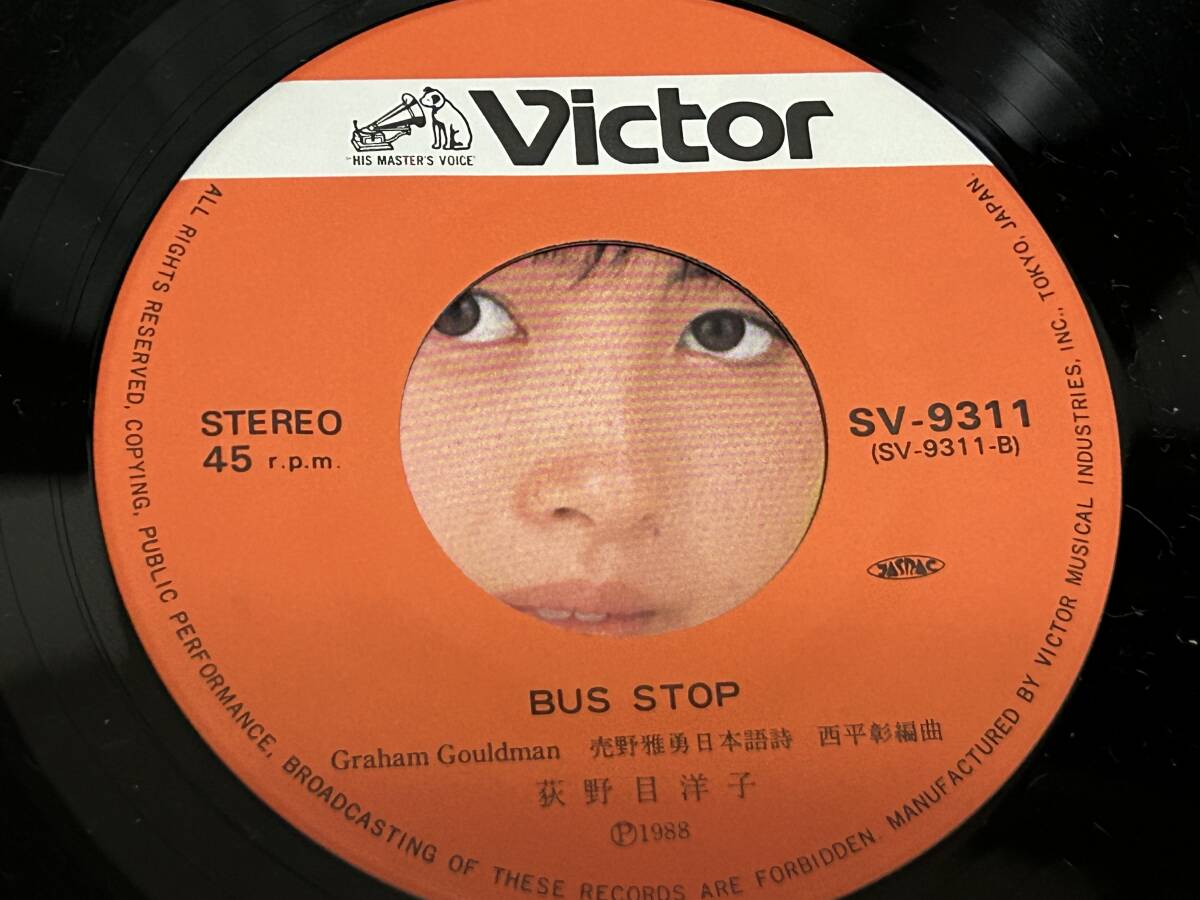 "HIS MASTER'S VOICE"
Victor
STEREO
45 r.p.m.
SV-9311
(SV-9311-B)
JASRAC
BUS STOP
Graham Gouldman 売野雅勇日本語詩 西平彰編曲
荻野目洋子
Ⓟ1988
ALL RIGHTS RESERVED, COPYING, PUBLIC PERFORMANCE, BROADCASTING OF THESE RECORDS ARE FORBIDDEN. MANUFACTURED BY VICTOR MUSICAL INDUSTRIES, INC., TOKYO, JAPAN.